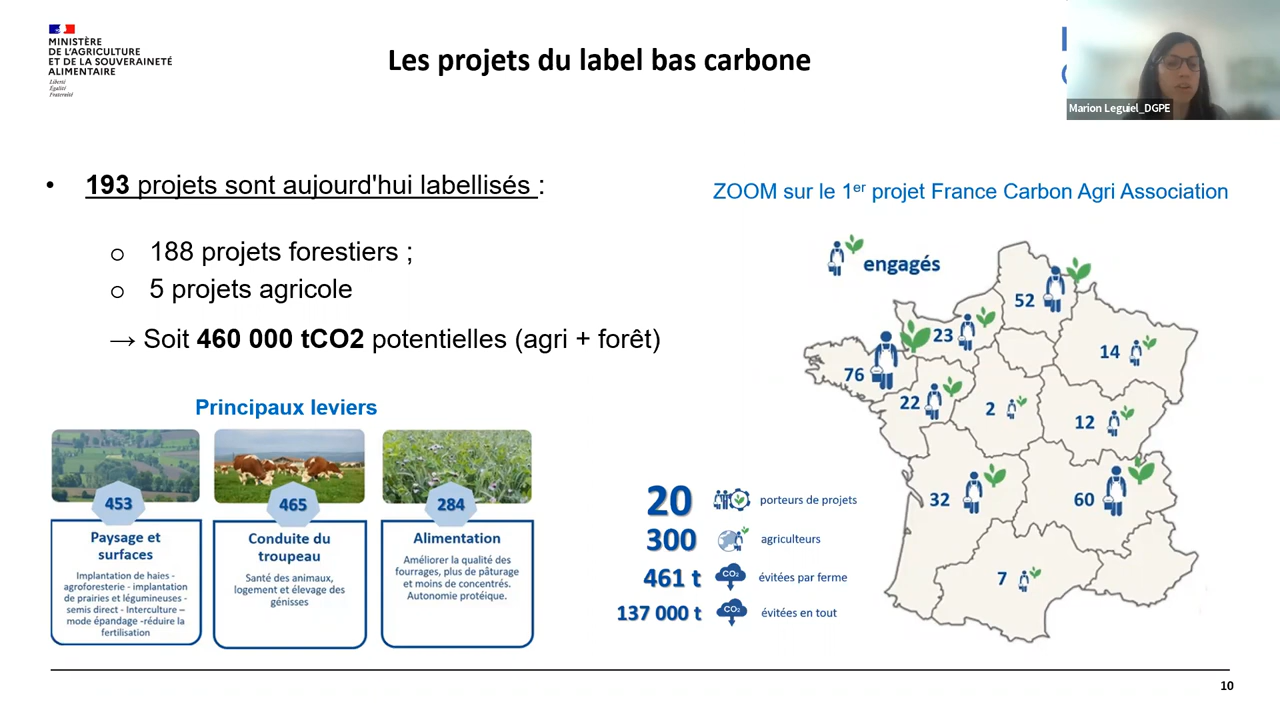 MINISTÈRE
DE L'AGRICULTURE
ET DE LA SOUVERAINETÉ
ALIMENTAIRE
Liberté
Égalité
Fraternité
Les projets du label bas carbone
Marion Leguiel_DGPE
• 193 projets sont aujourd'hui labellisés :
o 188 projets forestiers ;
o 5 projets agricole
→ Soit 460 000 tCO2 potentielles (agri + forêt)
Principaux leviers
453
Paysage et
surfaces
Implantation de haies -
agroforesterie - implantation
de prairies et légumineuses -
semis direct - Interculture –
mode épandage -réduire la
fertilisation
465
Conduite du
troupeau
Santé des animaux,
logement et élevage des
génisses
284
Alimentation
Améliorer la qualité des
fourrages, plus de pâturage
et moins de concentrés.
Autonomie protéique.
ZOOM sur le 1er projet France Carbon Agri Association
engagés
52
23
14
76
22
2
12
32
60
7
20 porteurs de projets
300 agriculteurs
461 t CO2 évitées par ferme
137 000 t CO2 évitées en tout
10